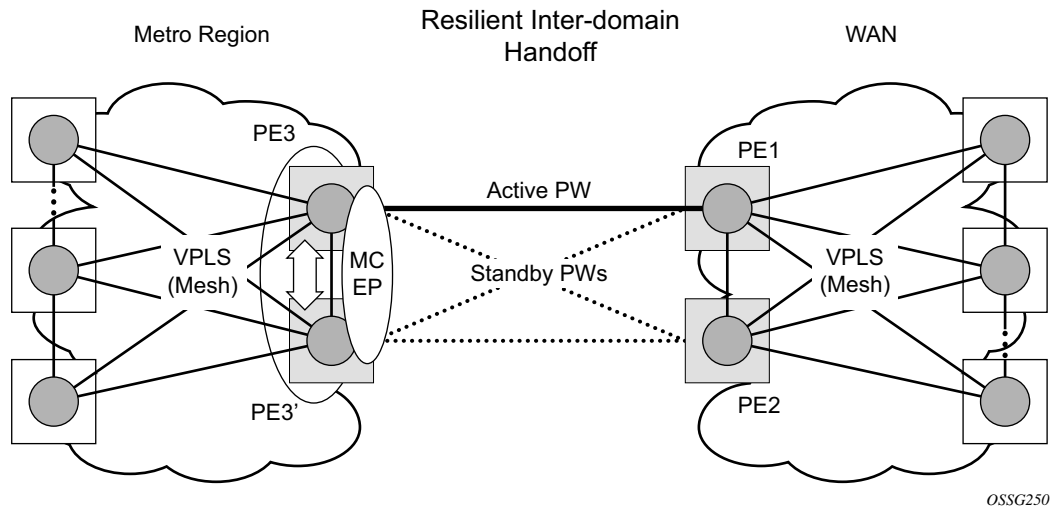 Resilient Inter-domain
Handoff
Metro Region
WAN
PE3
PE1
Active PW
MC
EP
VPLS
(Mesh)
Standby PWs
VPLS
(Mesh)
PE3’
PE2
OSSG250